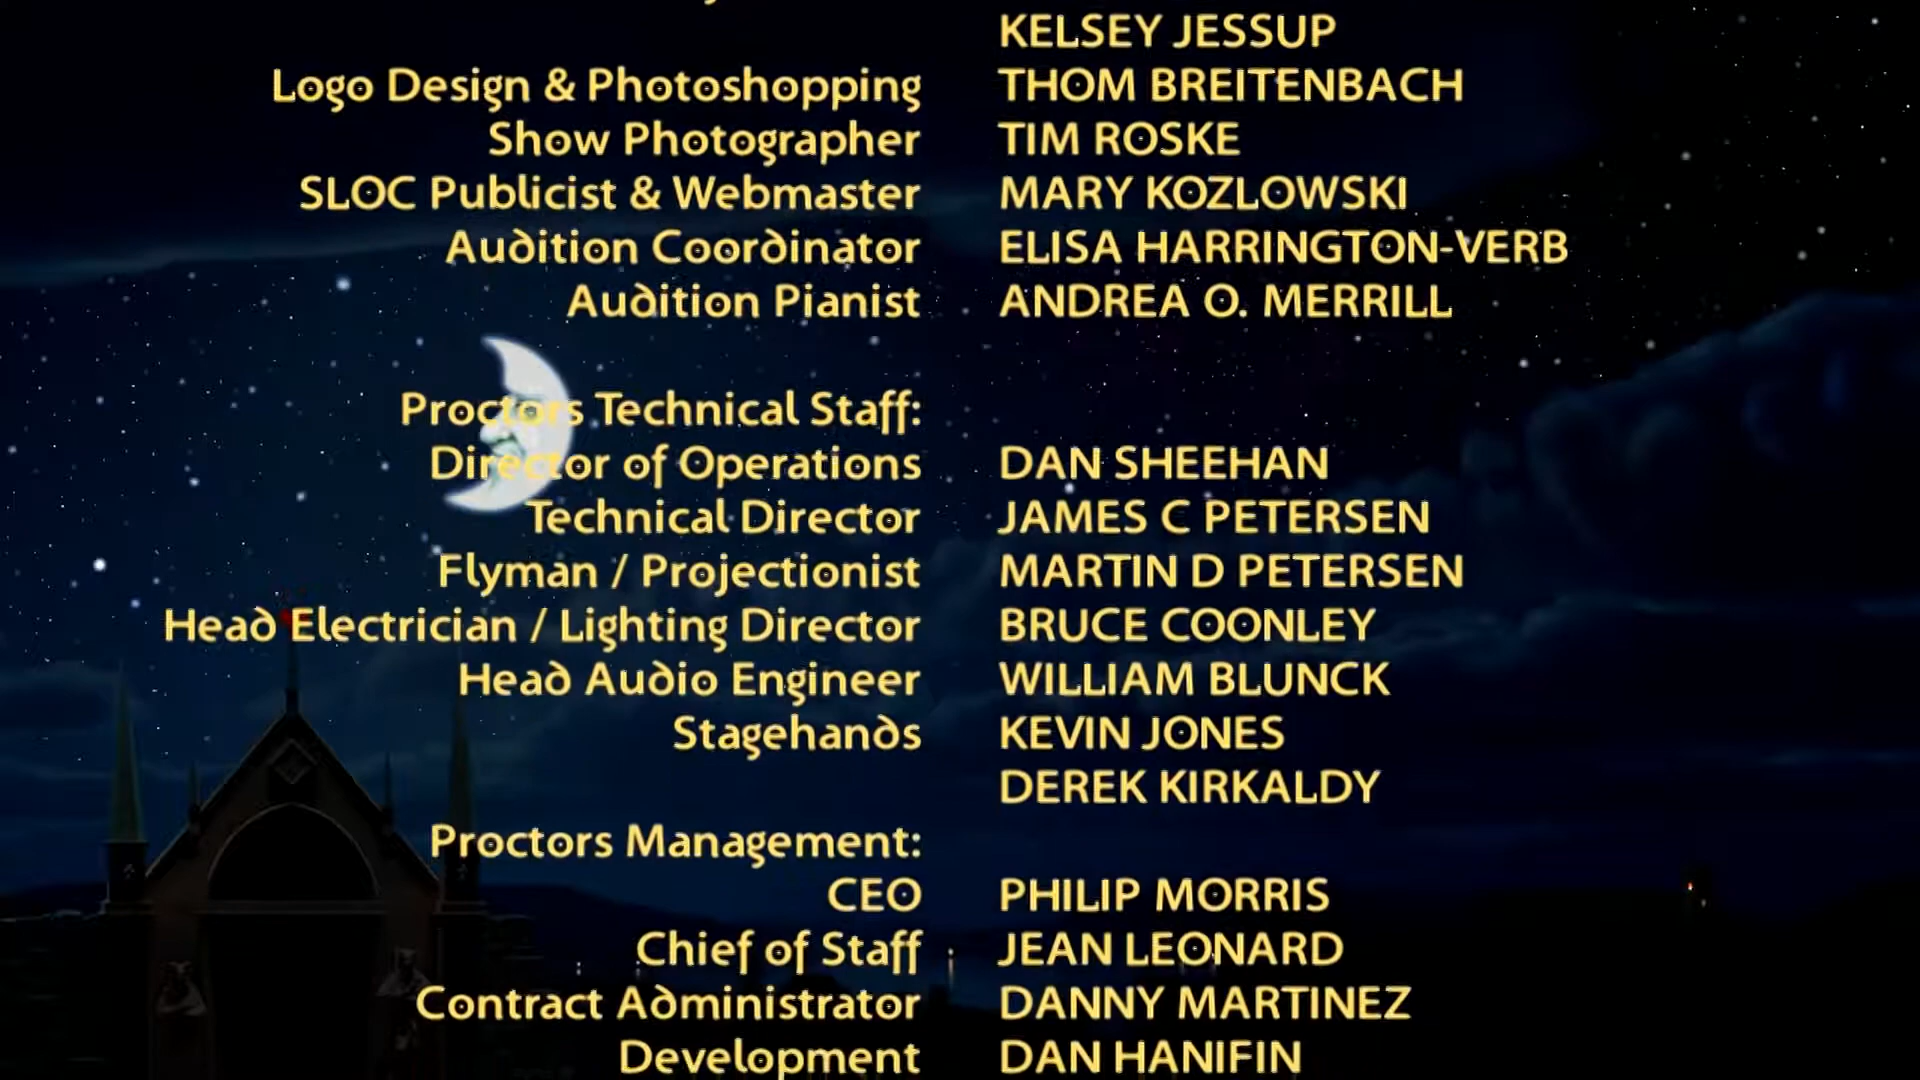 KELSEY JESSUP
Logo Design & Photoshopping THOM BREITENBACH
Show Photographer TIM ROSKE
SLOC Publicist & Webmaster MARY KOZLOWSKI
Audition Coordinator ELISA HARRINGTON-VERB
Audition Pianist ANDREA O. MERRILL
Proctors Technical Staff:
Director of Operations DAN SHEEHAN
Technical Director JAMES C PETERSEN
Flyman / Projectionist MARTIN D PETERSEN
Head Electrician / Lighting Director BRUCE COONLEY
Head Audio Engineer WILLIAM BLUNCK
Stagehands KEVIN JONES
DEREK KIRKALDY
Proctors Management:
CEO PHILIP MORRIS
Chief of Staff JEAN LEONARD
Contract Administrator DANNY MARTINEZ
Development DAN HANIFIN